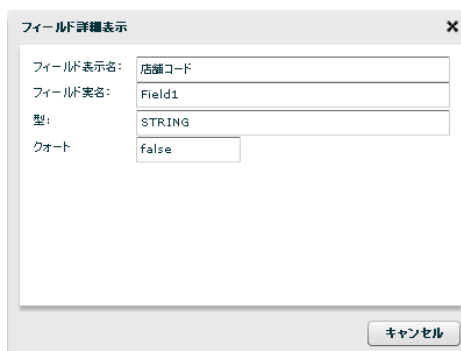 フィールド詳細表示
フィールド表示名: 店舗コード
フィールド実名: Field1
型: STRING
クォート false
キャンセル